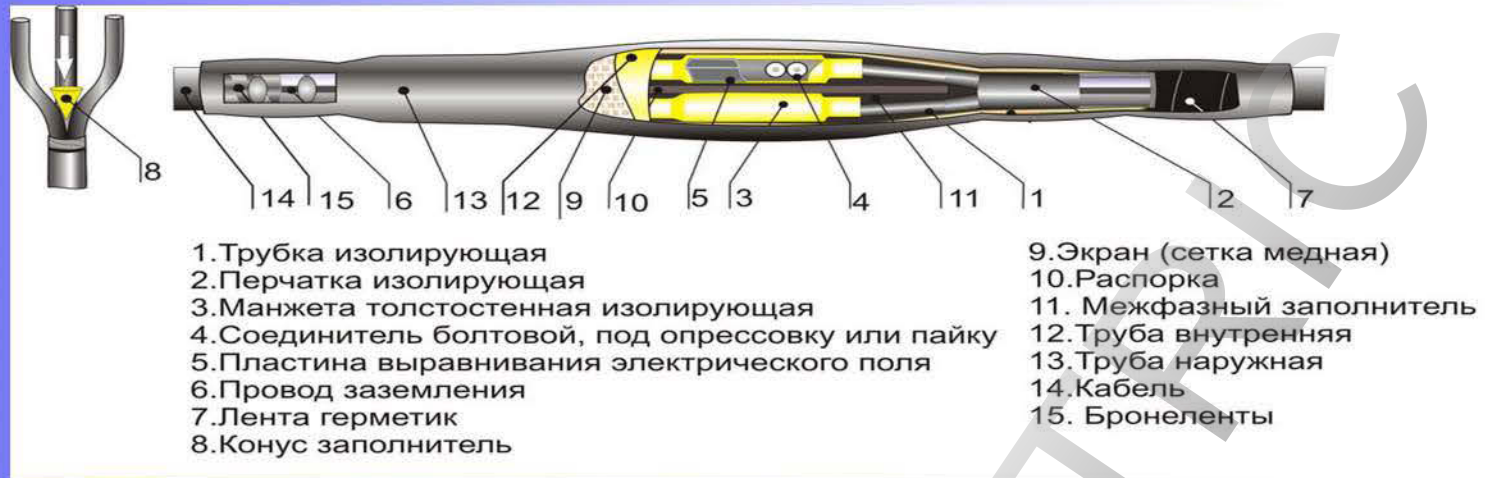 8
14
15
6
13
12
9
10
5
3
4
11
1
2
7
1.Трубка изолирующая
2.Перчатка изолирующая
3.Манжета толстостенная изолирующая
4.Соединитель болтовой, под опрессовку или пайку
5.Пластина выравнивания электрического поля
6.Провод заземления
7.Лента герметик
8.Конус заполнитель
9.Экран (сетка медная)
10.Распорка
11. Межфазный заполнитель
12.Труба внутренняя
13.Труба наружная
14.Кабель
15. Бронеленты
TRIC